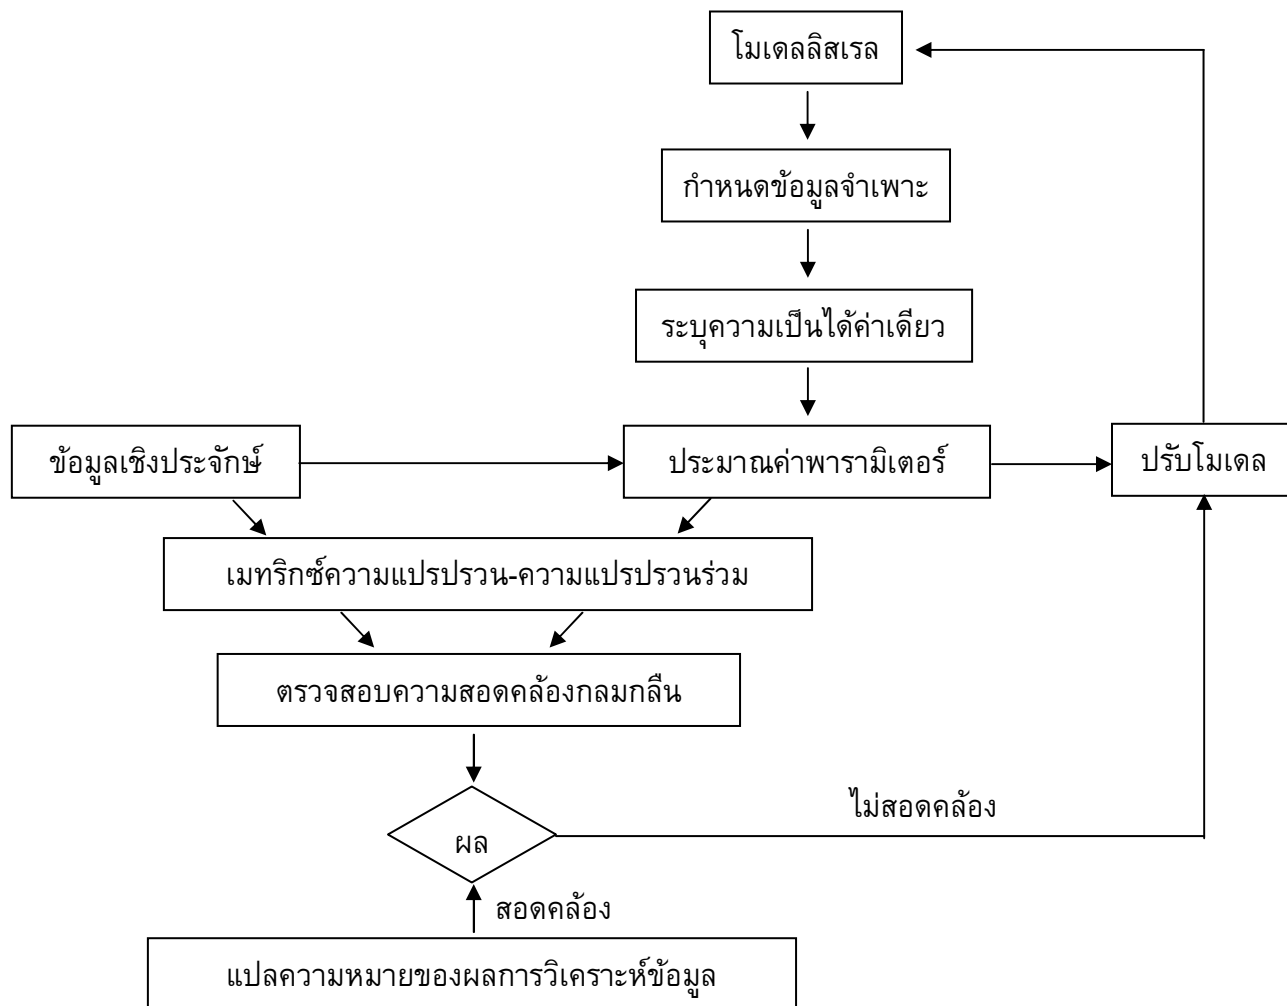 โมเดลลิสเรล
กำหนดข้อมูลจำเพาะ
ระบุความเป็นได้ค่าเดียว
ข้อมูลเชิงประจักษ์
ประมาณค่าพารามิเตอร์
ปรับโมเดล
เมทริกซ์ความแปรปรวน-ความแปรปรวนร่วม
ตรวจสอบความสอดคล้องกลมกลืน
ไม่สอดคล้อง
ผล
สอดคล้อง
แปลความหมายของผลการวิเคราะห์ข้อมูล